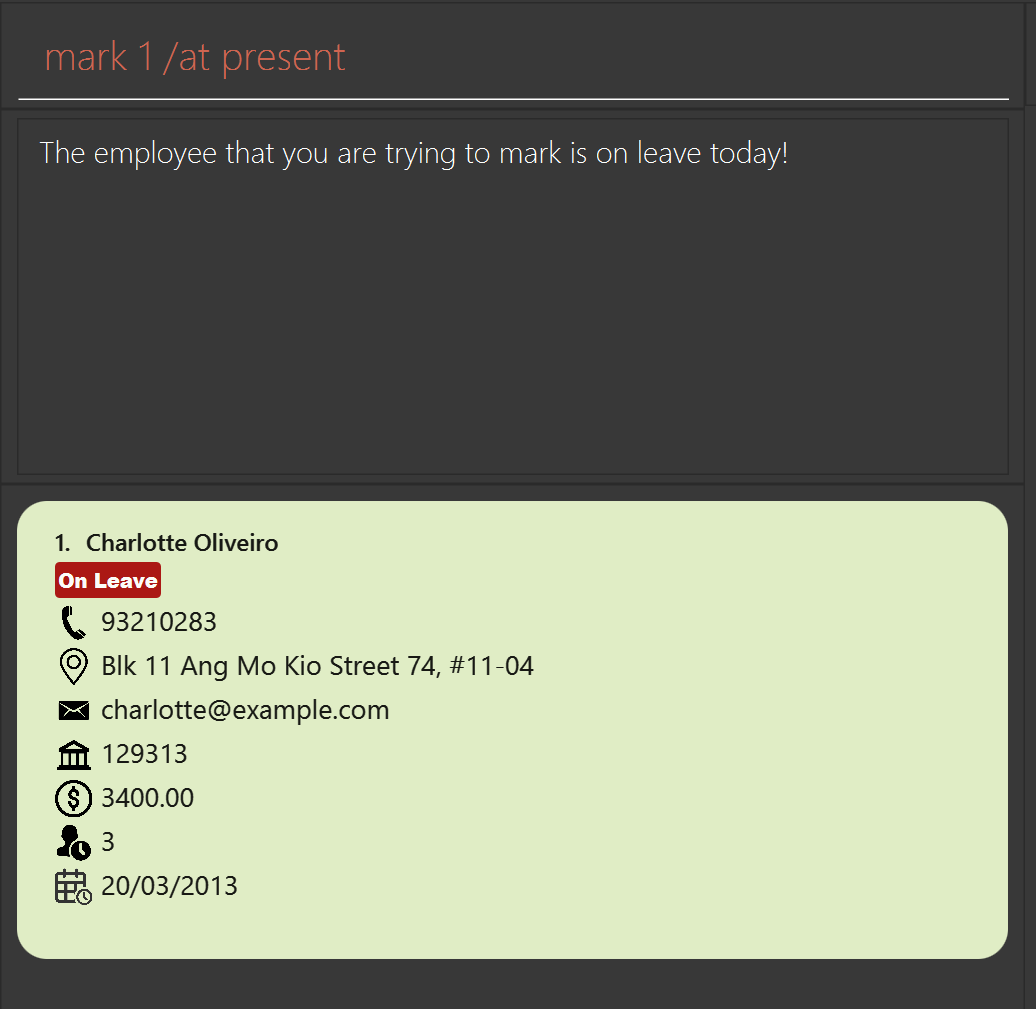 mark 1 /at present
The employee that you are trying to mark is on leave today!
1. Charlotte Oliveiro
On Leave
93210283
Blk 11 Ang Mo Kio Street 74, #11-04
charlotte@example.com
129313
$ 3400.00
3
20/03/2013